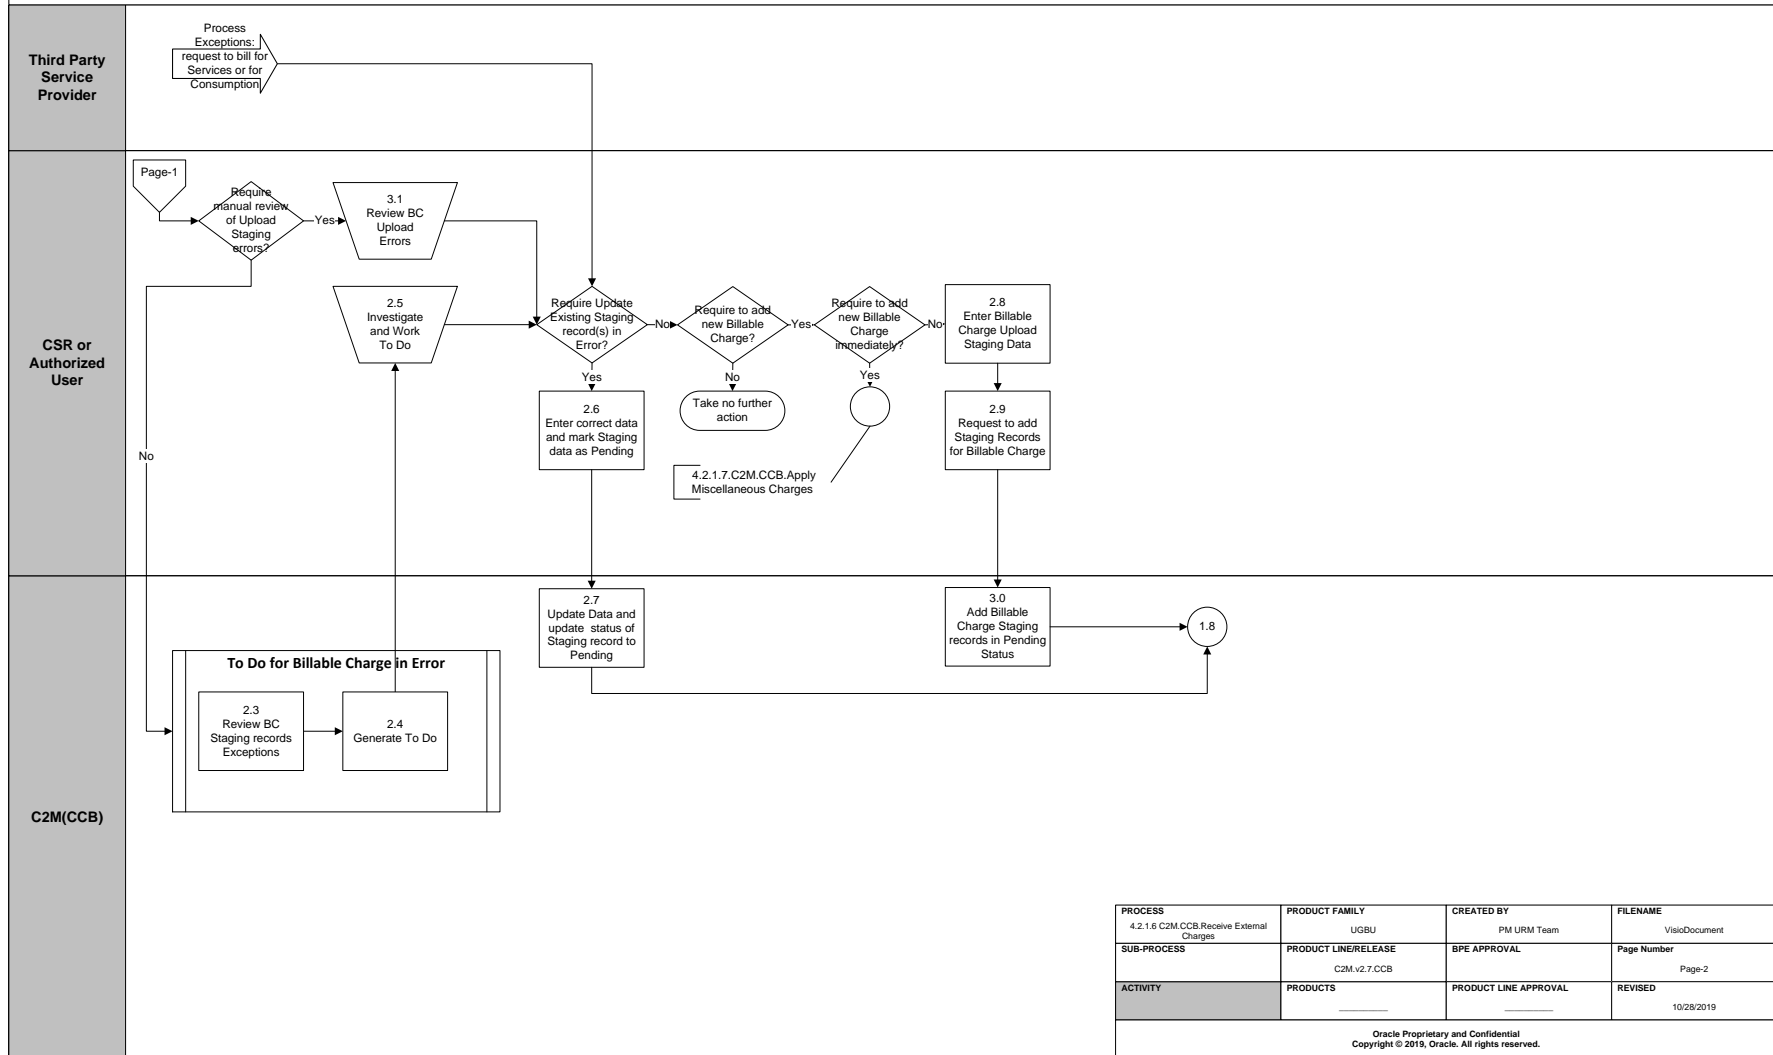 Third Party
Service
Provider
Process
Exceptions:
request to bill for
Services or for
Consumption
CSR or
Authorized
User
Page-1
Require
manual review
of Upload
Staging
errors?
Yes
3.1
Review BC
Upload
Errors
No
2.5
Investigate
and Work
To Do
Require Update
Existing Staging
record(s) in
Error?
No
Require to add
new Billable
Charge?
Yes
Require to add
new Billable
Charge
immediately?
No
2.8
Enter Billable
Charge Upload
Staging Data
Yes
No
Yes
2.6
Enter correct data
and mark Staging
data as Pending
Take no further
action
2.9
Request to add
Staging Records
for Billable Charge
4.2.1.7.C2M.CCB.Apply
Miscellaneous Charges
C2M(CCB)
2.7
Update Data and
update status of
Staging record to
Pending
3.0
Add Billable
Charge Staging
records in Pending
Status
1.8
To Do for Billable Charge in Error
2.3
Review BC
Staging records
Exceptions
2.4
Generate To Do
PROCESS
4.2.1.6 C2M.CCB.Receive External
Charges
PRODUCT FAMILY
UGBU
CREATED BY
PM URM Team
FILENAME
VisioDocument
SUB-PROCESS
PRODUCT LINE/RELEASE
C2M.v2.7.CCB
BPE APPROVAL
Page Number
Page-2
ACTIVITY
PRODUCTS
PRODUCT LINE APPROVAL
REVISED
10/28/2019
Oracle Proprietary and Confidential
Copyright © 2019, Oracle. All rights reserved.